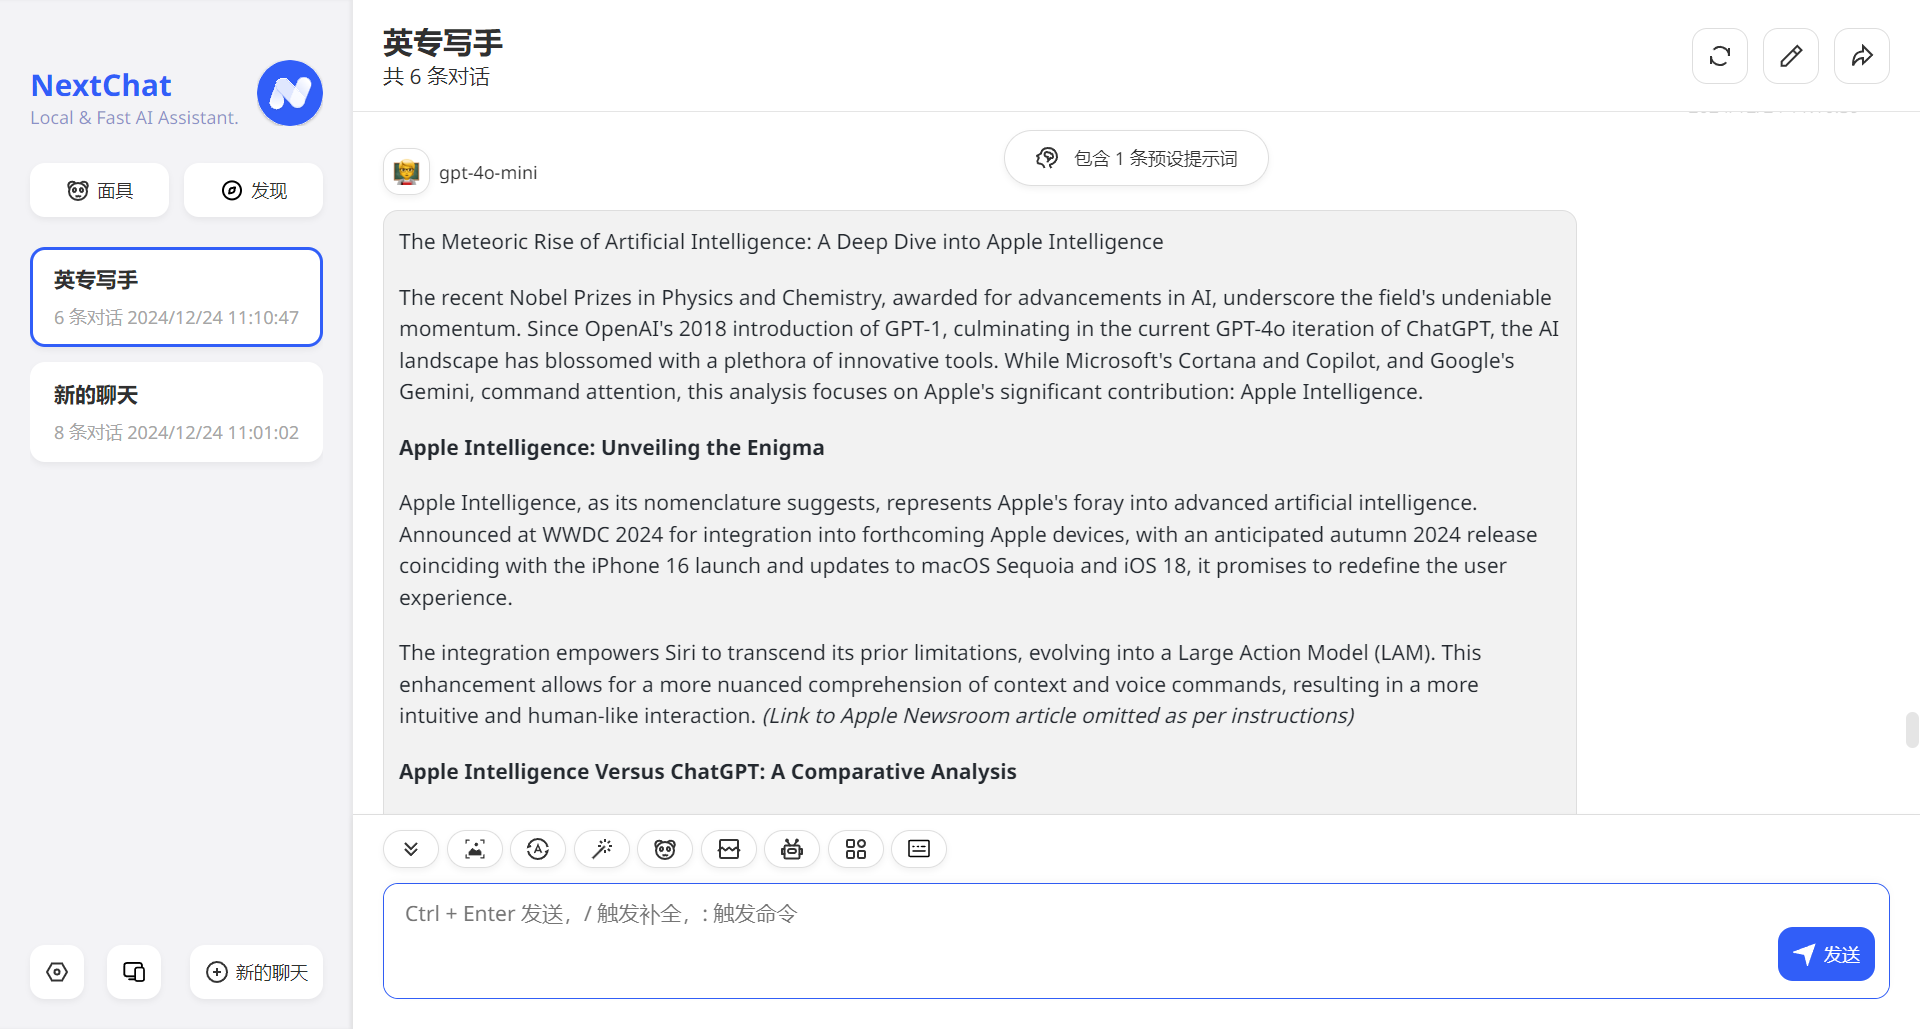 NextChat
Local & Fast AI Assistant.
面具
发现
英专写手
6 条对话 2024/12/24 11:10:47
新的聊天
8 条对话 2024/12/24 11:01:02
新的聊天
英专写手
共 6 条对话
包含 1 条预设提示词
gpt-4o-mini
The Meteoric Rise of Artificial Intelligence: A Deep Dive into Apple Intelligence
The recent Nobel Prizes in Physics and Chemistry, awarded for advancements in AI, underscore the field's undeniable
momentum. Since OpenAI's 2018 introduction of GPT-1, culminating in the current GPT-4o iteration of ChatGPT, the AI
landscape has blossomed with a plethora of innovative tools. While Microsoft's Cortana and Copilot, and Google's
Gemini, command attention, this analysis focuses on Apple's significant contribution: Apple Intelligence.
Apple Intelligence: Unveiling the Enigma
Apple Intelligence, as its nomenclature suggests, represents Apple's foray into advanced artificial intelligence.
Announced at WWDC 2024 for integration into forthcoming Apple devices, with an anticipated autumn 2024 release
coinciding with the iPhone 16 launch and updates to macOS Sequoia and iOS 18, it promises to redefine the user
experience.
The integration empowers Siri to transcend its prior limitations, evolving into a Large Action Model (LAM). This
enhancement allows for a more nuanced comprehension of context and voice commands, resulting in a more
intuitive and human-like interaction. (Link to Apple Newsroom article omitted as per instructions)
Apple Intelligence Versus ChatGPT: A Comparative Analysis
Ctrl + Enter 发送，/ 触发补全，: 触发命令
发送